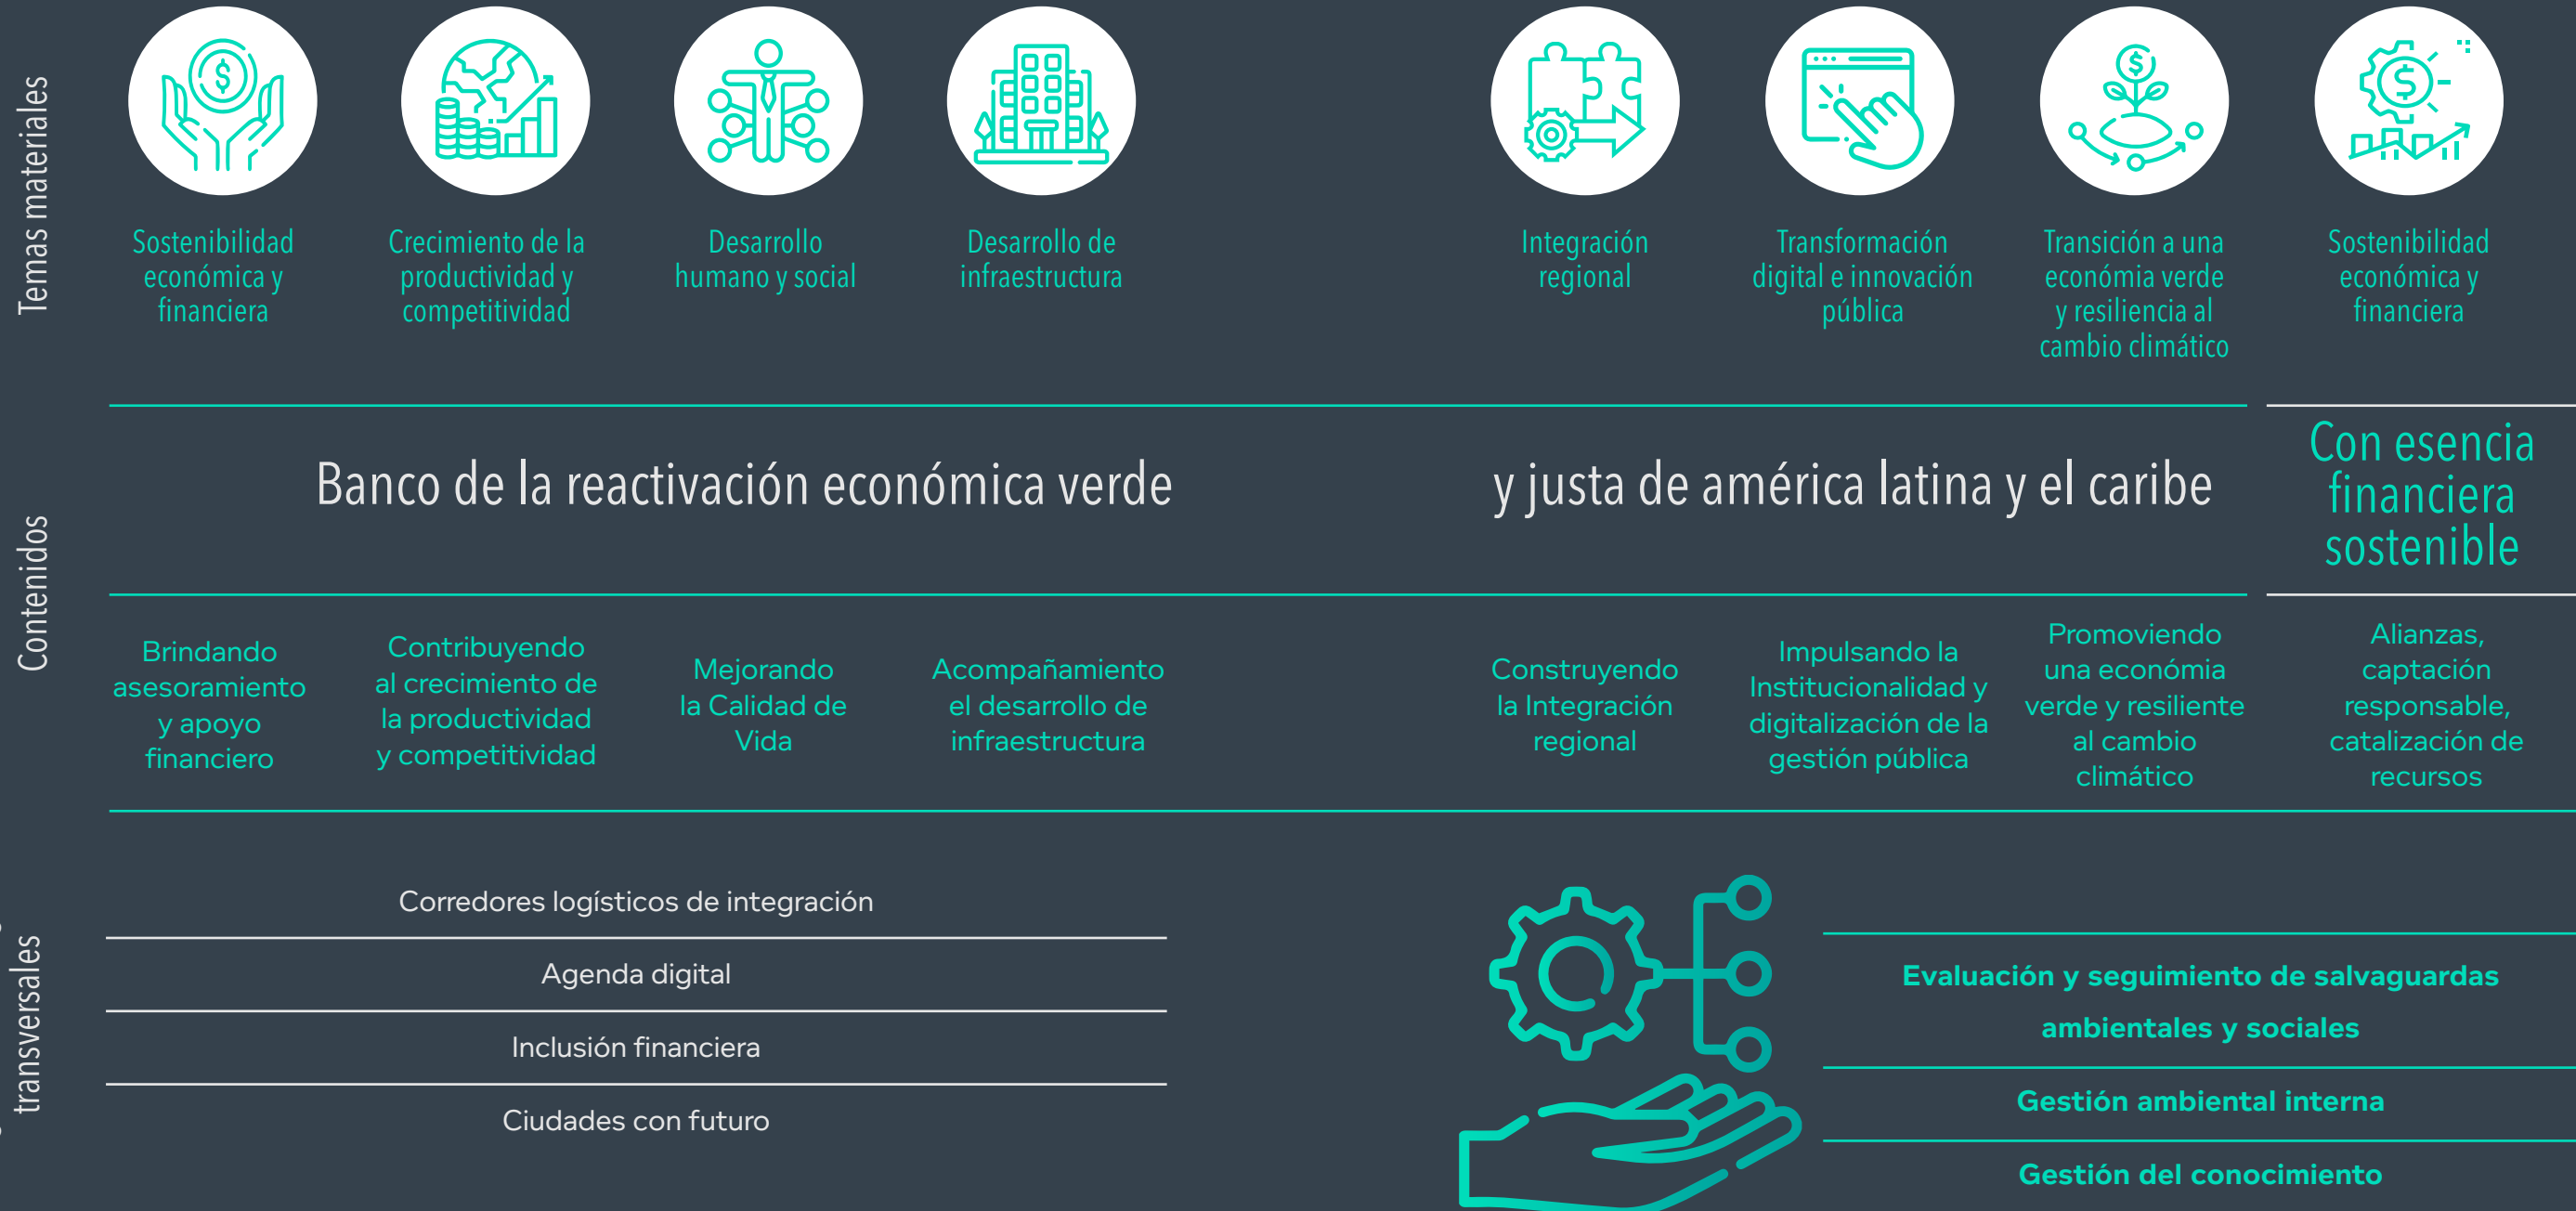 Temas materiales
Sostenibilidad
económica y
financiera
Crecimiento de la
productividad y
competitividad
Desarrollo
humano y social
Desarrollo de
infraestructura
Integración
regional
Transformación
digital e innovación
pública
Transición a una
económia verde
y resiliencia al
cambio climático
Sostenibilidad
económica y
financiera
Contenidos
Banco de la reactivación económica verde
y justa de américa latina y el caribe
Con esencia
financiera
sostenible
Brindando
asesoramiento
y apoyo
financiero
Contribuyendo
al crecimiento de
la productividad
y competitividad
Mejorando
la Calidad de
Vida
Acompañamiento
el desarrollo de
infraestructura
Construyendo
la Integración
regional
Impulsando la
Institucionalidad y
digitalización de la
gestión pública
Promoviendo
una económia
verde y resiliente
al cambio
climático
Alianzas,
captación
responsable,
catalización de
recursos
transversales
Corredores logísticos de integración
Agenda digital
Inclusión financiera
Ciudades con futuro
Evaluación y seguimiento de salvaguardas
ambientales y sociales
Gestión ambiental interna
Gestión del conocimiento